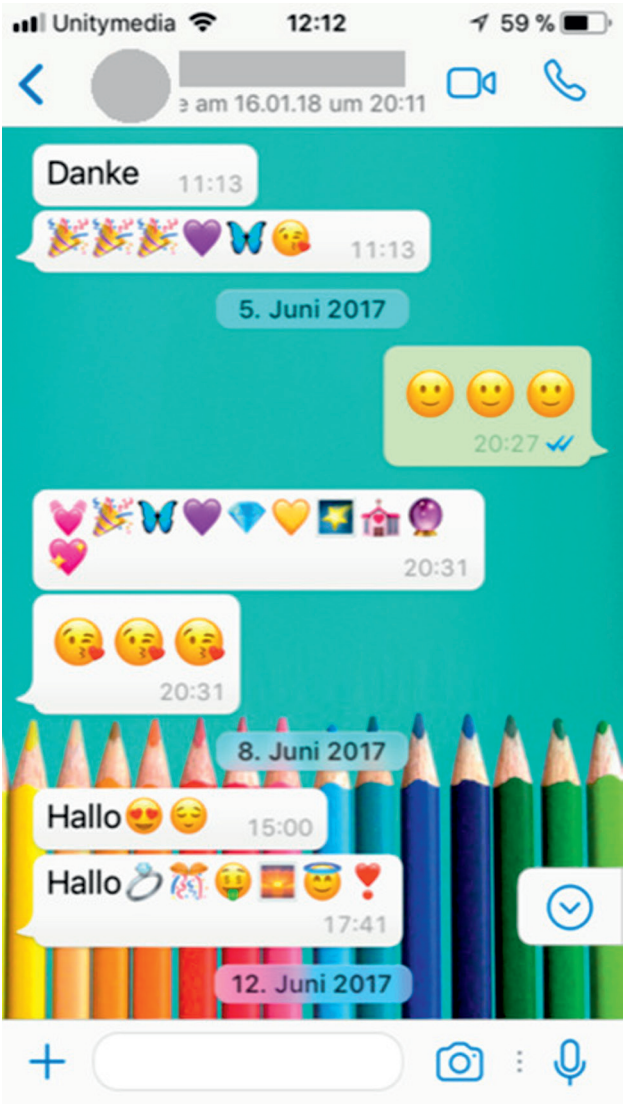 Unitymedia 12:12 59 %
e am 16.01.18 um 20:11
Danke 11:13
🎉🎉🎉💜🦋😘 11:13
5. Juni 2017
🙂🙂🙂
20:27
💓🎉🦋💜💎💛🌠💒🔮
💖
20:31
😘😘😘
20:31
8. Juni 2017
Hallo😍😌 15:00
Hallo💍🎊🤑🌅😇❣
17:41
12. Juni 2017